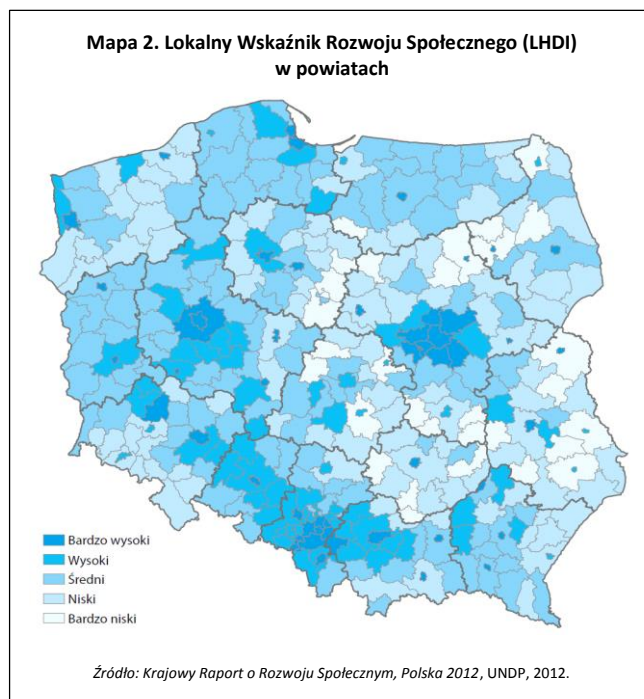 Mapa 2. Lokalny Wskaźnik Rozwoju Społecznego (LHDI)
w powiatach
Bardzo wysoki
Wysoki
Średni
Niski
Bardzo niski
Źródło: Krajowy Raport o Rozwoju Społecznym, Polska 2012, UNDP, 2012.